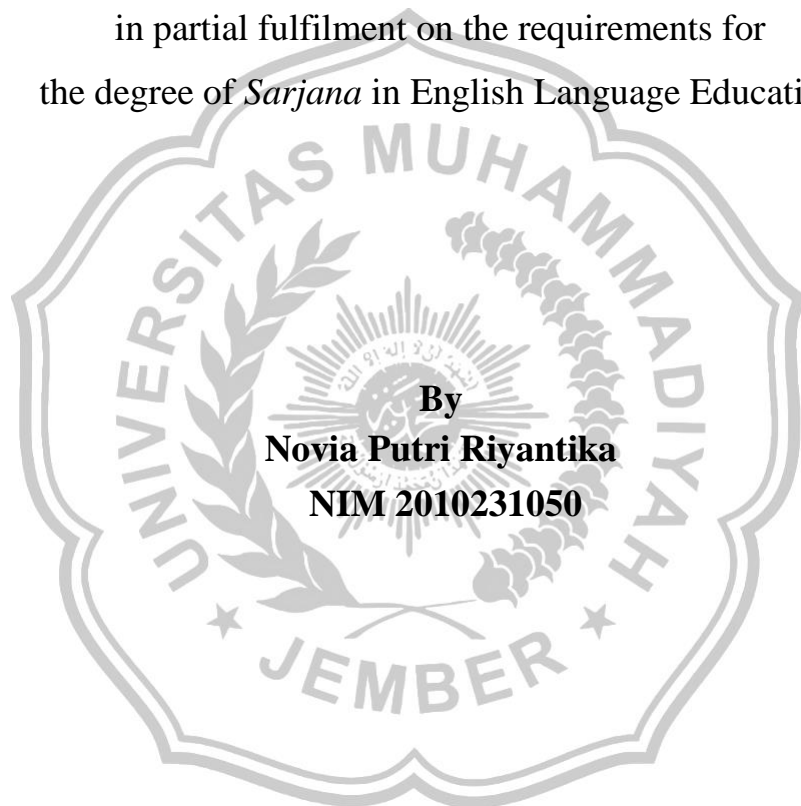 in partial fulfilment on the requirements for
the degree of Sarjana in English Language Educati
UNIVERSITAS MUHAMMADIYAH
JEMBER
By
Novia Putri Riyantika
NIM 2010231050